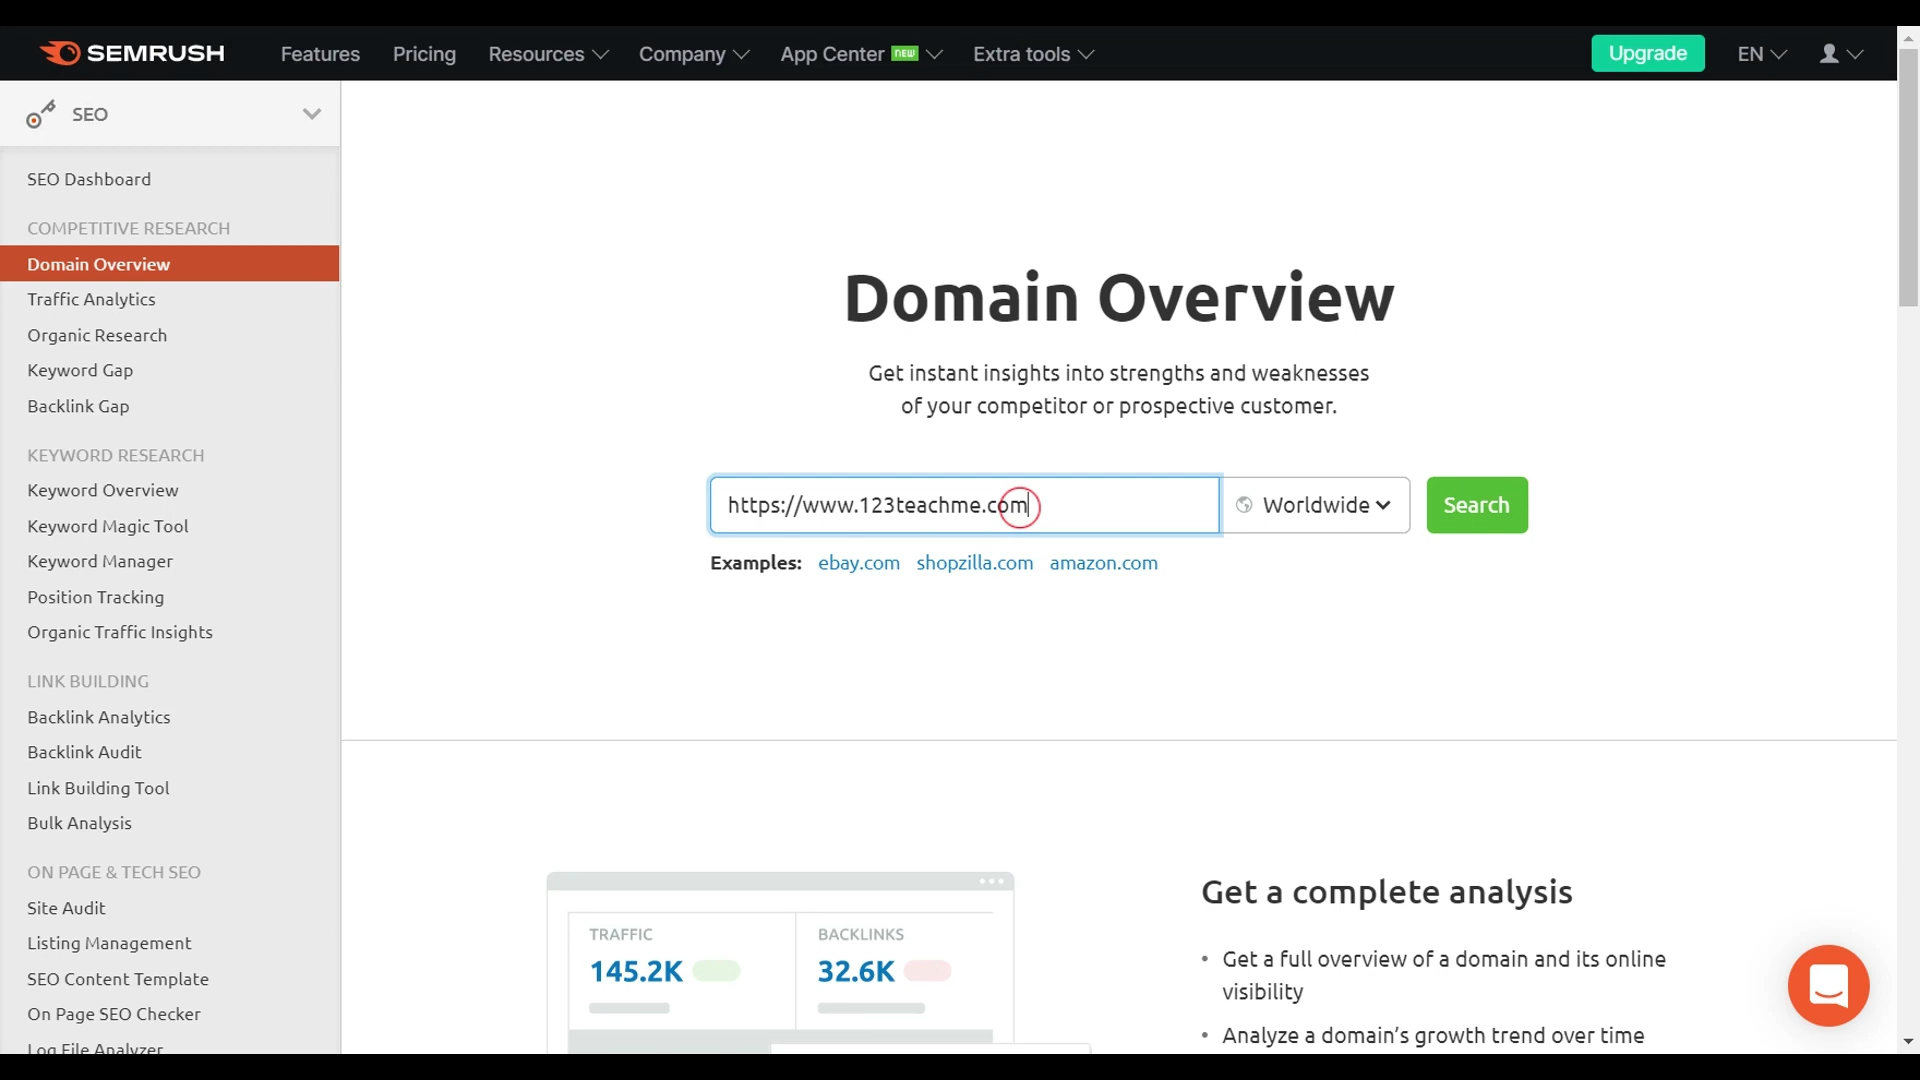 SEMRUSH Features Pricing Resources Company App Center NEW Extra tools Upgrade EN
SEO
SEO Dashboard
COMPETITIVE RESEARCH
Domain Overview
Traffic Analytics
Organic Research
Keyword Gap
Backlink Gap
KEYWORD RESEARCH
Keyword Overview
Keyword Magic Tool
Keyword Manager
Position Tracking
Organic Traffic Insights
LINK BUILDING
Backlink Analytics
Backlink Audit
Link Building Tool
Bulk Analysis
ON PAGE & TECH SEO
Site Audit
Listing Management
SEO Content Template
On Page SEO Checker
Log File Analyzer
Domain Overview
Get instant insights into strengths and weaknesses
of your competitor or prospective customer.
https://www.123teachme.com Worldwide Search
Examples: ebay.com shopzilla.com amazon.com
TRAFFIC BACKLINKS
145.2K 32.6K
Get a complete analysis
• Get a full overview of a domain and its online
visibility
• Analyze a domain’s growth trend over time